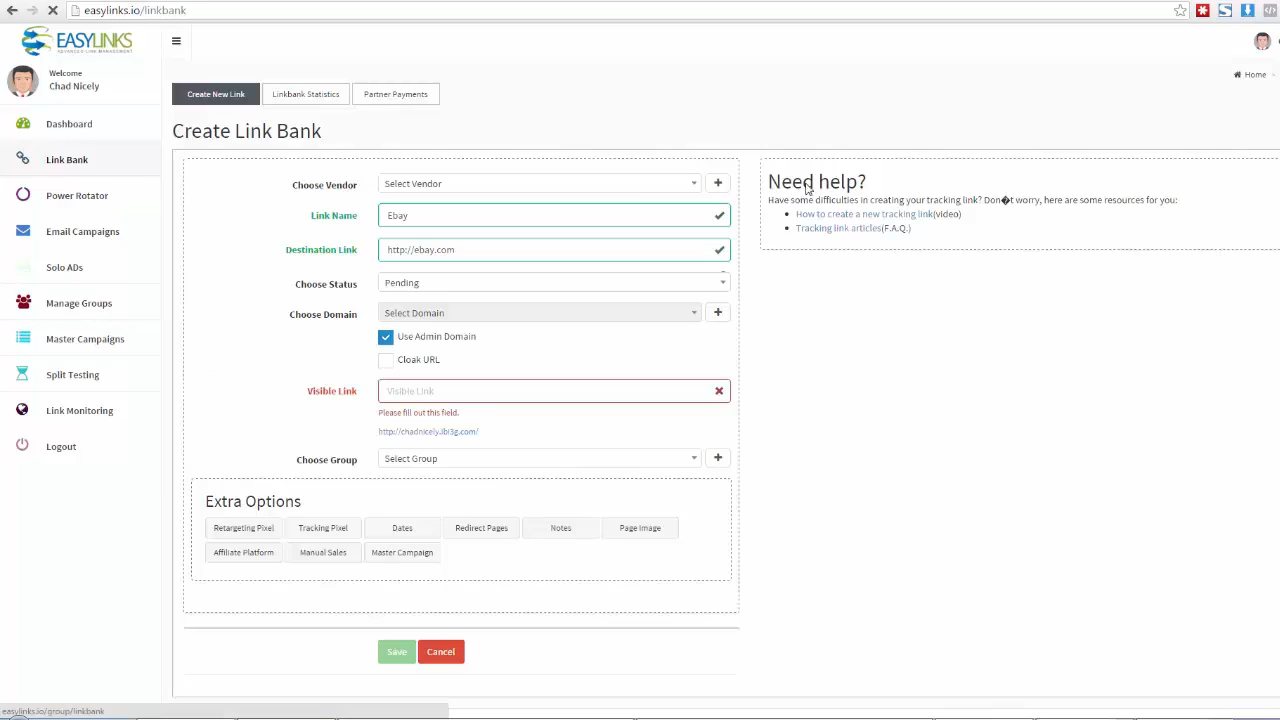 easylinks.io/linkbank
EASYLINKS
ADVANCED LINK MANAGEMENT
Welcome
Chad Nicely
Home
Dashboard
Link Bank
Power Rotator
Email Campaigns
Solo ADs
Manage Groups
Master Campaigns
Split Testing
Link Monitoring
Logout
Create New Link
Linkbank Statistics
Partner Payments
Create Link Bank
Choose Vendor
Select Vendor
Link Name
Ebay
Destination Link
http://ebay.com
Choose Status
Pending
Choose Domain
Select Domain
Use Admin Domain
Cloak URL
Visible Link
Visible Link
Please fill out this field.
http://chadnicely.ibi3g.com/
Choose Group
Select Group
Extra Options
Retargeting Pixel
Tracking Pixel
Dates
Redirect Pages
Notes
Page Image
Affiliate Platform
Manual Sales
Master Campaign
Save
Cancel
Need help?
Have some difficulties in creating your tracking link? Don�t worry, here are some resources for you:
How to create a new tracking link(video)
Tracking link articles(F.A.Q.)
easylinks.io/group/linkbank